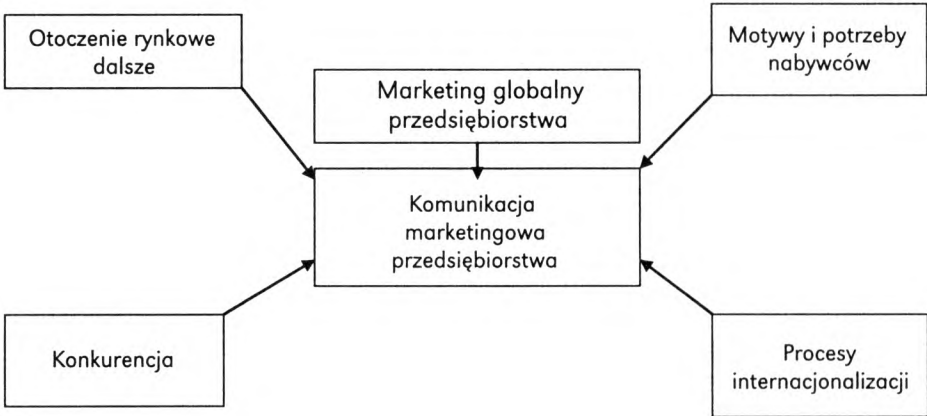 Otoczenie rynkowe
dalsze
Motywy i potrzeby
nabywców
Marketing globalny
przedsiębiorstwa
Komunikacja
marketingowa
przedsiębiorstwa
Konkurencja
Procesy
internacjonalizacji